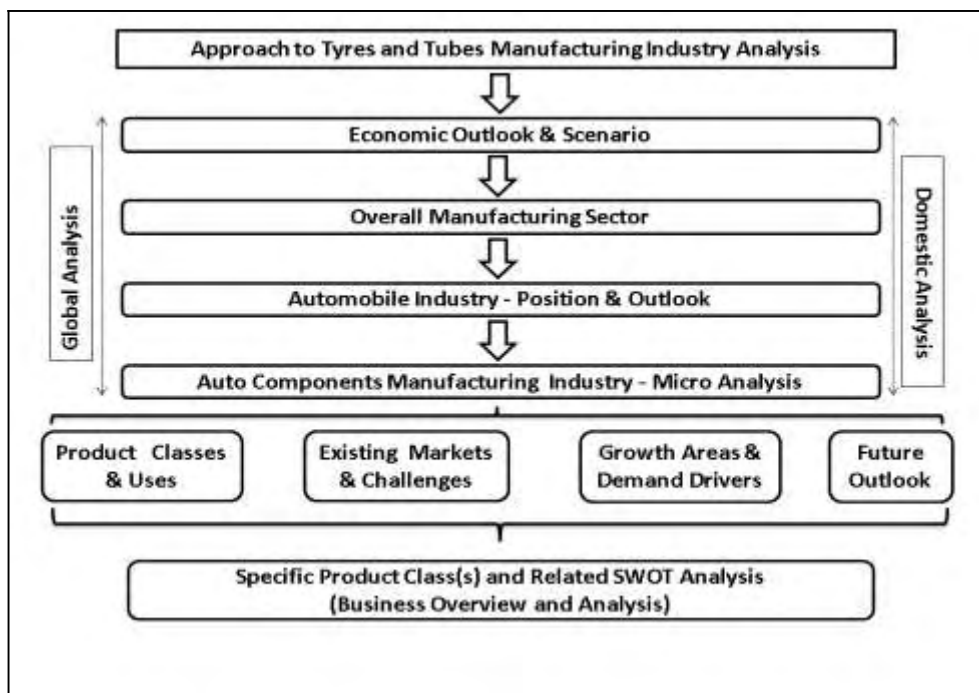 Approach to Tyres and Tubes Manufacturing Industry Analysis
Economic Outlook & Scenario
Overall Manufacturing Sector
Automobile Industry - Position & Outlook
Auto Components Manufacturing Industry - Micro Analysis
Global Analysis
Domestic Analysis
Product Classes
& Uses
Existing Markets
& Challenges
Growth Areas &
Demand Drivers
Future
Outlook
Specific Product Class(s) and Related SWOT Analysis
(Business Overview and Analysis)